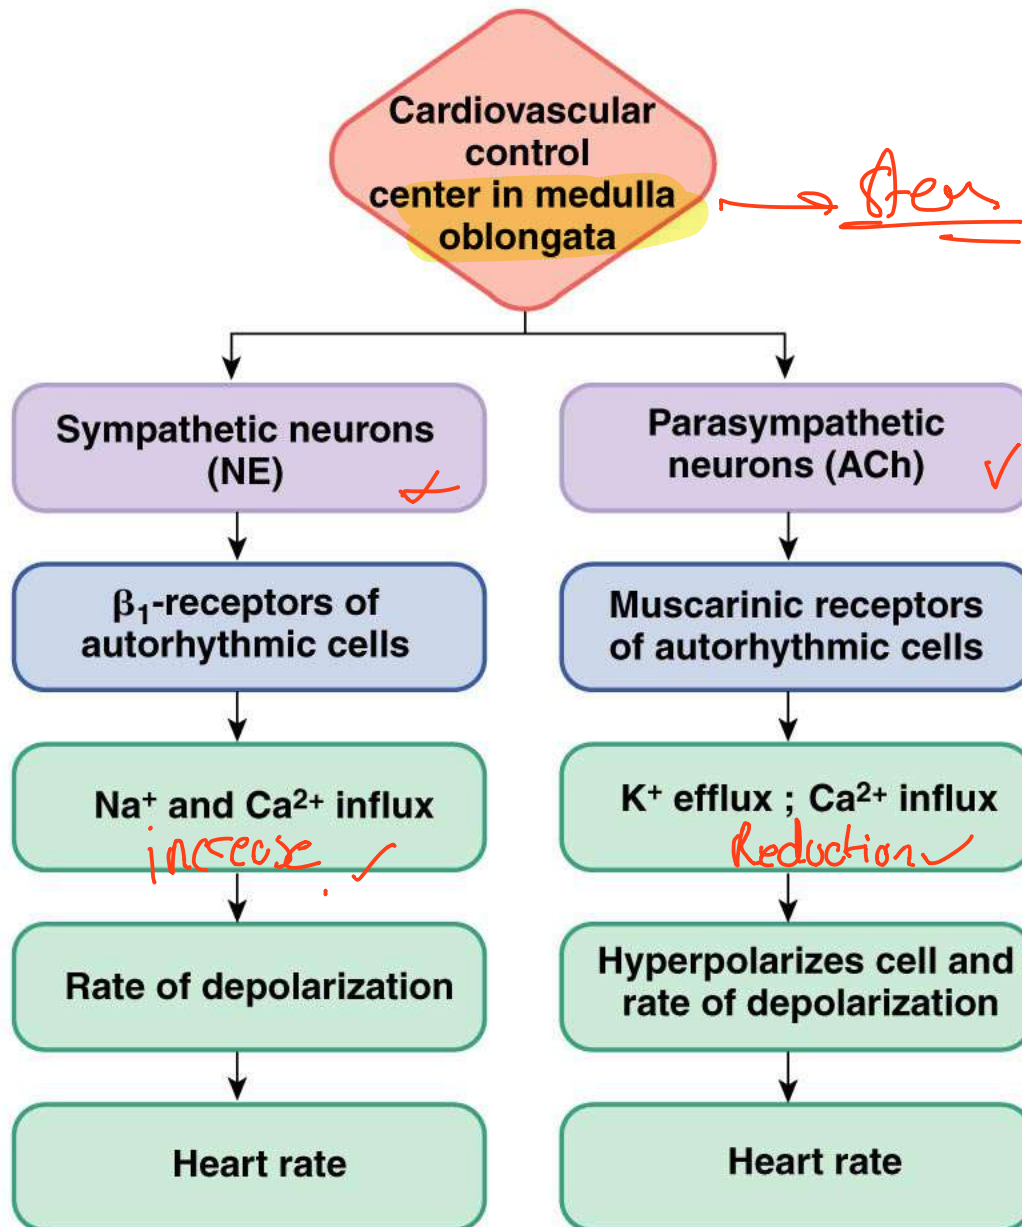 Cardiovascular
control
center in medulla
oblongata
Stem
Sympathetic neurons
(NE)
Parasympathetic
neurons (ACh)
β₁-receptors of
autorhythmic cells
Muscarinic receptors
of autorhythmic cells
Na⁺ and Ca²⁺ influx
increase
K⁺ efflux ; Ca²⁺ influx
Reduction
Rate of depolarization
Hyperpolarizes cell and
rate of depolarization
Heart rate
Heart rate